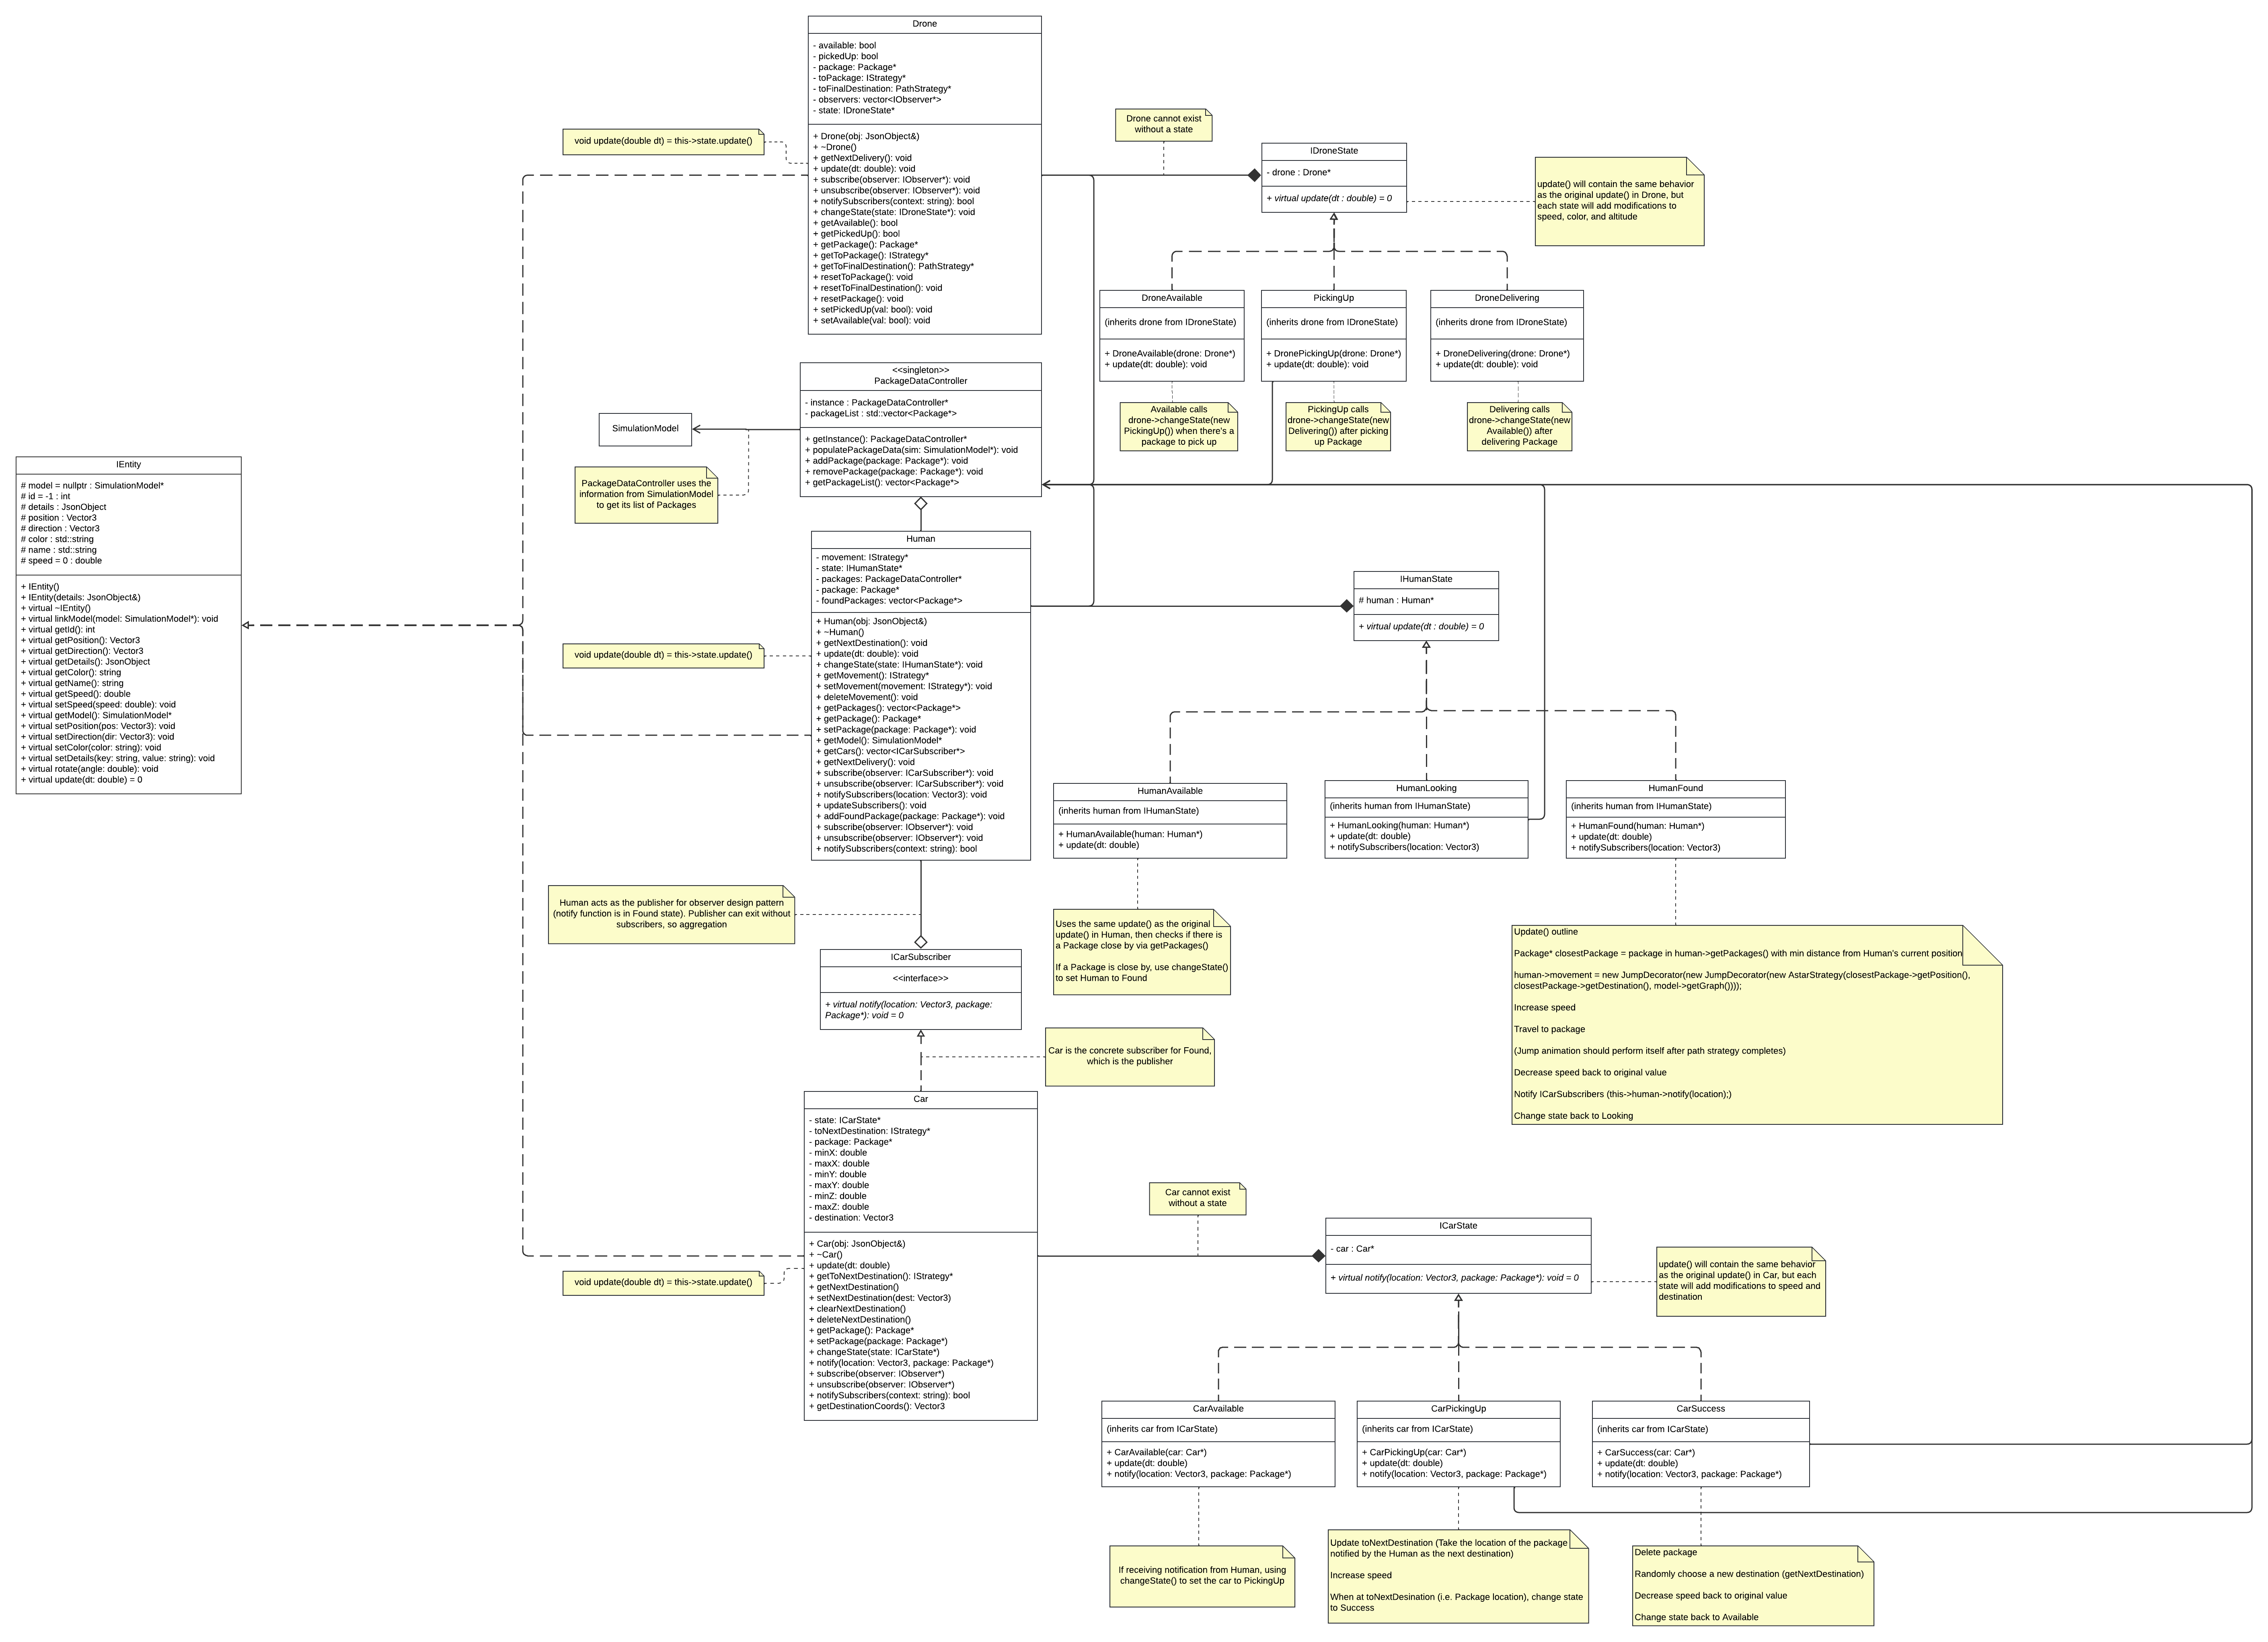 Drone
- available: bool
- pickedUp: bool
- package: Package*
- toPackage: IStrategy*
- toFinalDestination: PathStrategy*
- observers: vector<IObserver*>
- state: IDroneState*
+ Drone(obj: JsonObject&)
+ ~Drone()
+ getNextDelivery(): void
+ update(dt: double): void
+ subscribe(observer: IObserver*): void
+ unsubscribe(observer: IObserver*): void
+ notifySubscribers(context: string): bool
+ changeState(state: IDroneState*): void
+ getAvailable(): bool
+ getPickedUp(): bool
+ getPackage(): Package*
+ getToPackage(): IStrategy*
+ getToFinalDestination(): PathStrategy*
+ resetToPackage(): void
+ resetToFinalDestination(): void
+ resetPackage(): void
+ setPickedUp(val: bool): void
+ setAvailable(val: bool): void
void update(double dt) = this->state.update()
Drone cannot exist
without a state
IDroneState
- drone : Drone*
+ virtual update(dt : double) = 0
update() will contain the same behavior
as the original update() in Drone, but
each state will add modifications to
speed, color, and altitude
DroneAvailable
(inherits drone from IDroneState)
+ DroneAvailable(drone: Drone*)
+ update(dt: double): void
PickingUp
(inherits drone from IDroneState)
+ DronePickingUp(drone: Drone*)
+ update(dt: double): void
DroneDelivering
(inherits drone from IDroneState)
+ DroneDelivering(drone: Drone*)
+ update(dt: double): void
Available calls
drone->changeState(new
PickingUp()) when there's a
package to pick up
PickingUp calls
drone->changeState(new
Delivering()) after picking
up Package
Delivering calls
drone->changeState(new
Available()) after
delivering Package
<<singleton>>
PackageDataController
- instance : PackageDataController*
- packageList : std::vector<Package*>
+ getInstance(): PackageDataController*
+ populatePackageData(sim: SimulationModel*): void
+ addPackage(package: Package*): void
+ removePackage(package: Package*): void
+ getPackageList(): vector<Package*>
SimulationModel
PackageDataController uses the
information from SimulationModel
to get its list of Packages
IEntity
# model = nullptr : SimulationModel*
# id = -1 : int
# details : JsonObject
# position : Vector3
# direction : Vector3
# color : std::string
# name : std::string
# speed = 0 : double
+ IEntity()
+ IEntity(details: JsonObject&)
+ virtual ~IEntity()
+ virtual linkModel(model: SimulationModel*): void
+ virtual getId(): int
+ virtual getPosition(): Vector3
+ virtual getDirection(): Vector3
+ virtual getDetails(): JsonObject
+ virtual getColor(): string
+ virtual getName(): string
+ virtual getSpeed(): double
+ virtual setSpeed(speed: double): void
+ virtual getModel(): SimulationModel*
+ virtual setPosition(pos: Vector3): void
+ virtual setDirection(dir: Vector3): void
+ virtual setColor(color: string): void
+ virtual setDetails(key: string, value: string): void
+ virtual rotate(angle: double): void
+ virtual update(dt: double) = 0
Human
- movement: IStrategy*
- state: IHumanState*
- packages: PackageDataController*
- package: Package*
- foundPackages: vector<Package*>
+ Human(obj: JsonObject&)
+ ~Human()
+ getNextDestination(): void
+ update(dt: double): void
+ changeState(state: IHumanState*): void
+ getMovement(): IStrategy*
+ setMovement(movement: IStrategy*): void
+ deleteMovement(): void
+ getPackages(): vector<Package*>
+ getPackage(): Package*
+ setPackage(package: Package*): void
+ getModel(): SimulationModel*
+ getCars(): vector<ICarSubscriber*>
+ getNextDelivery(): void
+ subscribe(observer: ICarSubscriber*): void
+ unsubscribe(observer: ICarSubscriber*): void
+ notifySubscribers(location: Vector3): void
+ updateSubscribers(): void
+ addFoundPackage(package: Package*): void
+ subscribe(observer: IObserver*): void
+ unsubscribe(observer: IObserver*): void
+ notifySubscribers(context: string): bool
void update(double dt) = this->state.update()
IHumanState
# human : Human*
+ virtual update(dt : double) = 0
HumanAvailable
(inherits human from IHumanState)
+ HumanAvailable(human: Human*)
+ update(dt: double)
HumanLooking
(inherits human from IHumanState)
+ HumanLooking(human: Human*)
+ update(dt: double)
+ notifySubscribers(location: Vector3)
HumanFound
(inherits human from IHumanState)
+ HumanFound(human: Human*)
+ update(dt: double)
+ notifySubscribers(location: Vector3)
Human acts as the publisher for observer design pattern
(notify function is in Found state). Publisher can exit without
subscribers, so aggregation
Uses the same update() as the original
update() in Human, then checks if there is
a Package close by via getPackages()
If a Package is close by, use changeState()
to set Human to Found
Update() outline
Package* closestPackage = package in human->getPackages() with min distance from Human's current position
human->movement = new JumpDecorator(new JumpDecorator(new AstarStrategy(closestPackage->getPosition(),
closestPackage->getDestination(), model->getGraph())));
Increase speed
Travel to package
(Jump animation should perform itself after path strategy completes)
Decrease speed back to original value
Notify ICarSubscribers (this->human->notify(location);)
Change state back to Looking
ICarSubscriber
<<interface>>
+ virtual notify(location: Vector3, package:
Package*): void = 0
Car is the concrete subscriber for Found,
which is the publisher
Car
- state: ICarState*
- toNextDestination: IStrategy*
- package: Package*
- minX: double
- maxX: double
- minY: double
- maxY: double
- minZ: double
- maxZ: double
- destination: Vector3
+ Car(obj: JsonObject&)
+ ~Car()
+ update(dt: double)
+ getToNextDestination(): IStrategy*
+ getNextDestination()
+ setNextDestination(dest: Vector3)
+ clearNextDestination()
+ deleteNextDestination()
+ getPackage(): Package*
+ setPackage(package: Package*)
+ changeState(state: ICarState*)
+ notify(location: Vector3, package: Package*)
+ subscribe(observer: IObserver*)
+ unsubscribe(observer: IObserver*)
+ notifySubscribers(context: string): bool
+ getDestinationCoords(): Vector3
void update(double dt) = this->state.update()
Car cannot exist
without a state
ICarState
- car : Car*
+ virtual notify(location: Vector3, package: Package*): void = 0
update() will contain the same behavior
as the original update() in Car, but each
state will add modifications to speed and
destination
CarAvailable
(inherits car from ICarState)
+ CarAvailable(car: Car*)
+ update(dt: double)
+ notify(location: Vector3, package: Package*)
CarPickingUp
(inherits car from ICarState)
+ CarPickingUp(car: Car*)
+ update(dt: double)
+ notify(location: Vector3, package: Package*)
CarSuccess
(inherits car from ICarState)
+ CarSuccess(car: Car*)
+ update(dt: double)
+ notify(location: Vector3, package: Package*)
If receiving notification from Human, using
changeState() to set the car to PickingUp
Update toNextDestination (Take the location of the package
notified by the Human as the next destination)
Increase speed
When at toNextDesination (i.e. Package location), change state
to Success
Delete package
Randomly choose a new destination (getNextDestination)
Decrease speed back to original value
Change state back to Available